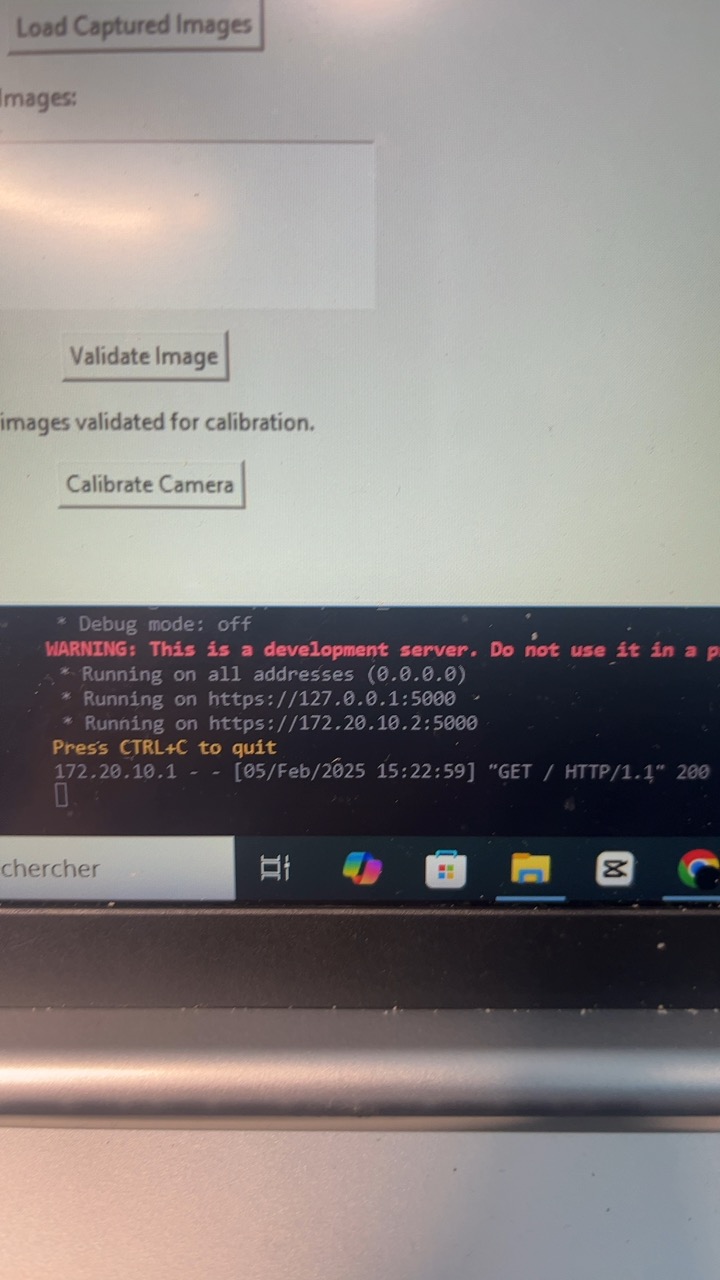 Load Captured Images
Images:
Validate Image
images validated for calibration.
Calibrate Camera
* Debug mode: off
WARNING: This is a development server. Do not use it in a p
* Running on all addresses (0.0.0.0)
* Running on https://127.0.0.1:5000
* Running on https://172.20.10.2:5000
Press CTRL+C to quit
172.20.10.1 - - [05/Feb/2025 15:22:59] "GET / HTTP/1.1" 200
chercher